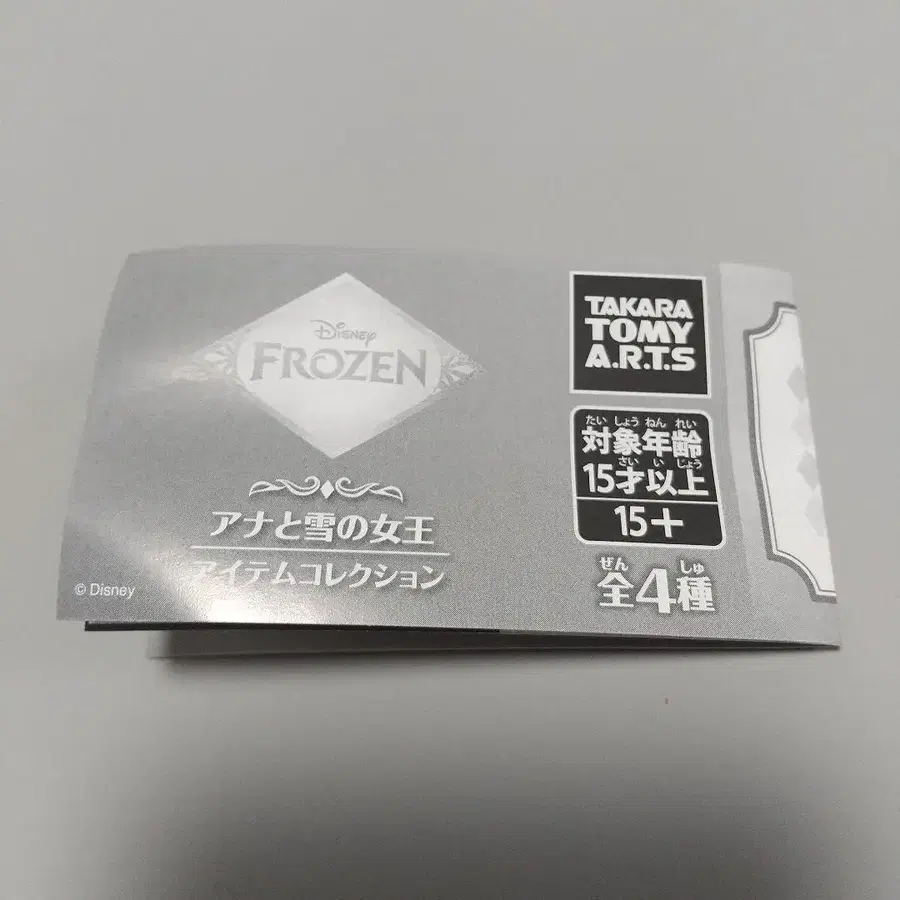 Disney
FROZEN
アナと雪の女王
アイテムコレクション
© Disney
TAKARA
TOMY
A.R.T.S
たいしょうねんれい
対象年齢
さいいじょう
15才以上
15+
ぜんしゅ
全4種